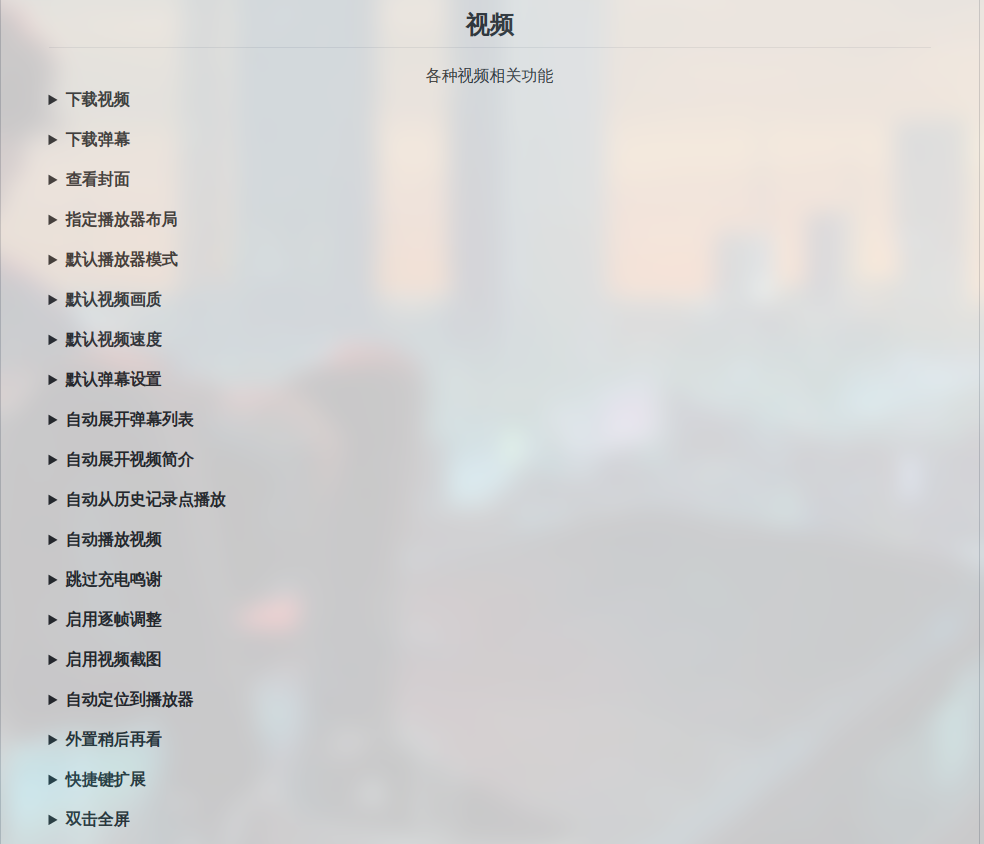 视频
各种视频相关功能
下载视频
下载弹幕
查看封面
指定播放器布局
默认播放器模式
默认视频画质
默认视频速度
默认弹幕设置
自动展开弹幕列表
自动展开视频简介
自动从历史记录点播放
自动播放视频
跳过充电鸣谢
启用逐帧调整
启用视频截图
自动定位到播放器
外置稍后再看
快捷键扩展
双击全屏